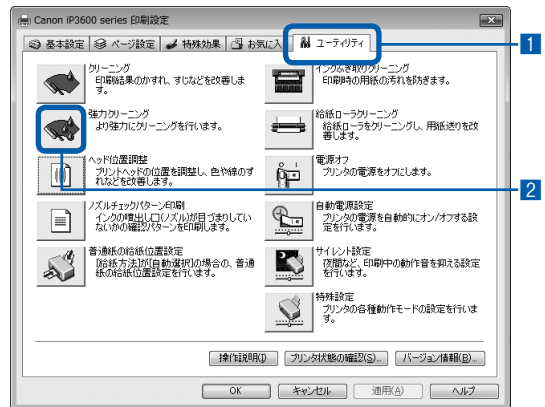 Canon iP3600 series 印刷設定
基本設定 ページ設定 特殊効果 お気に入 ユーティリティ
1
クリーニング
印刷結果のかすれ、すじなどを改善しま
す。
インクふき取りクリーニング
印刷時の用紙の汚れを防ぎます。
強力クリーニング
より強力にクリーニングを行います。
給紙ローラクリーニング
給紙ローラをクリーニングし、用紙送りを改
善します。
2
ヘッド位置調整
プリントヘッドの位置を調整し、色や線のず
れなどを改善します。
電源オフ
プリンタの電源をオフにします。
ノズルチェックパターン印刷
インクの噴出し口(ノズル)が目づまりしてい
ないかの確認パターンを印刷します。
自動電源設定
プリンタの電源を自動的にオン/オフする設
定を行います。
普通紙の給紙位置設定
[給紙方法]が[自動選択]の場合の、普通
紙の給紙位置設定を行います。
サイレント設定
夜間など、印刷中の動作音を抑える設定
を行います。
特殊設定
プリンタの各種動作モードの設定を行いま
す。
操作説明(I) プリンタ状態の確認(S)... バージョン情報(B)...
OK キャンセル 適用(A) ヘルプ